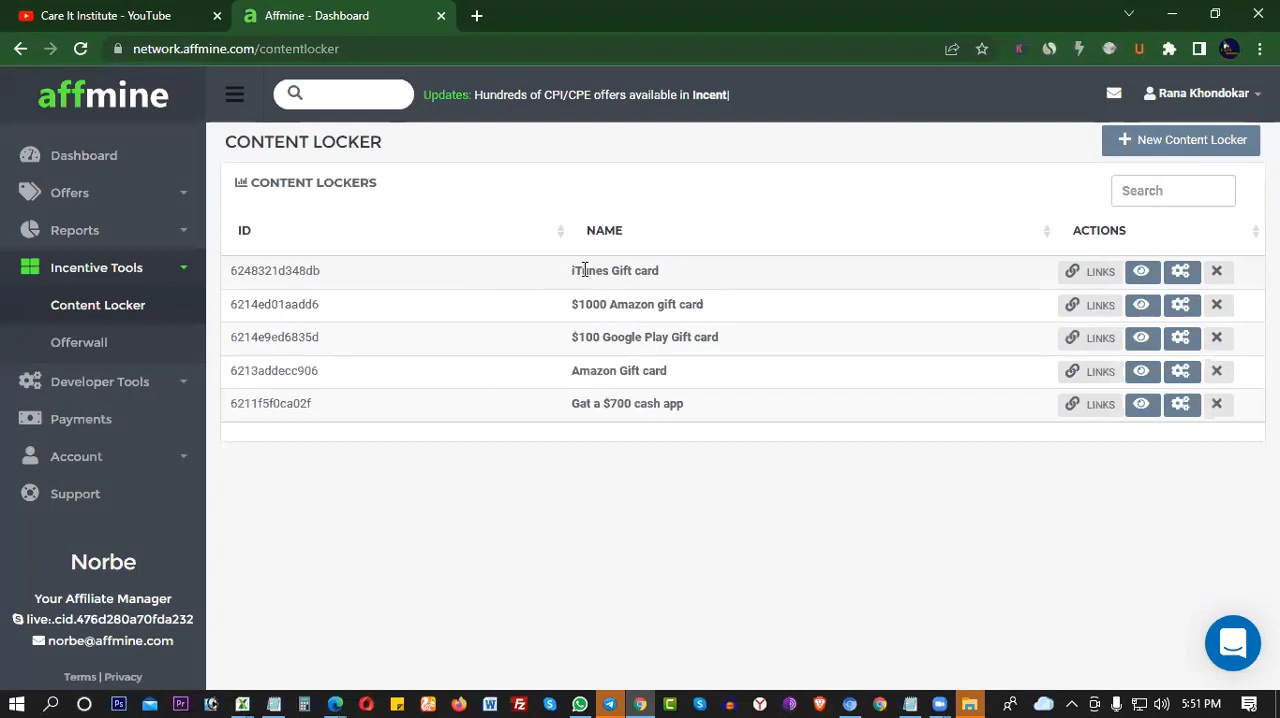 Care It Institute - YouTube
Affmine - Dashboard
network.affmine.com/contentlocker
affmine
Updates: Hundreds of CPI/CPE offers available in Incent|
Rana Khondokar
Dashboard
Offers
Reports
Incentive Tools
Content Locker
Offerwall
Developer Tools
Payments
Account
Support
Norbe
Your Affiliate Manager
live:.cid.476d280a70fda232
norbe@affmine.com
Terms | Privacy
CONTENT LOCKER
+ New Content Locker
CONTENT LOCKERS
Search
ID NAME ACTIONS
6248321d348db iTunes Gift card LINKS
6214ed01aadd6 $1000 Amazon gift card LINKS
6214e9ed6835d $100 Google Play Gift card LINKS
6213addecc906 Amazon Gift card LINKS
6211f5f0ca02f Gat a $700 cash app LINKS
5:51 PM